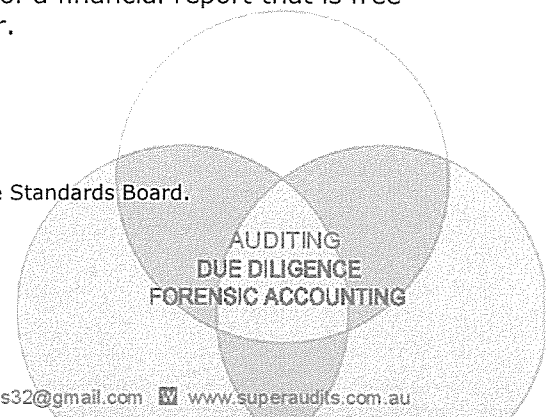 or a financial report that is free
r.
e Standards Board.
AUDITING
DUE DILIGENCE
FORENSIC ACCOUNTING
s32@gmail.com W www.superaudits.com.au